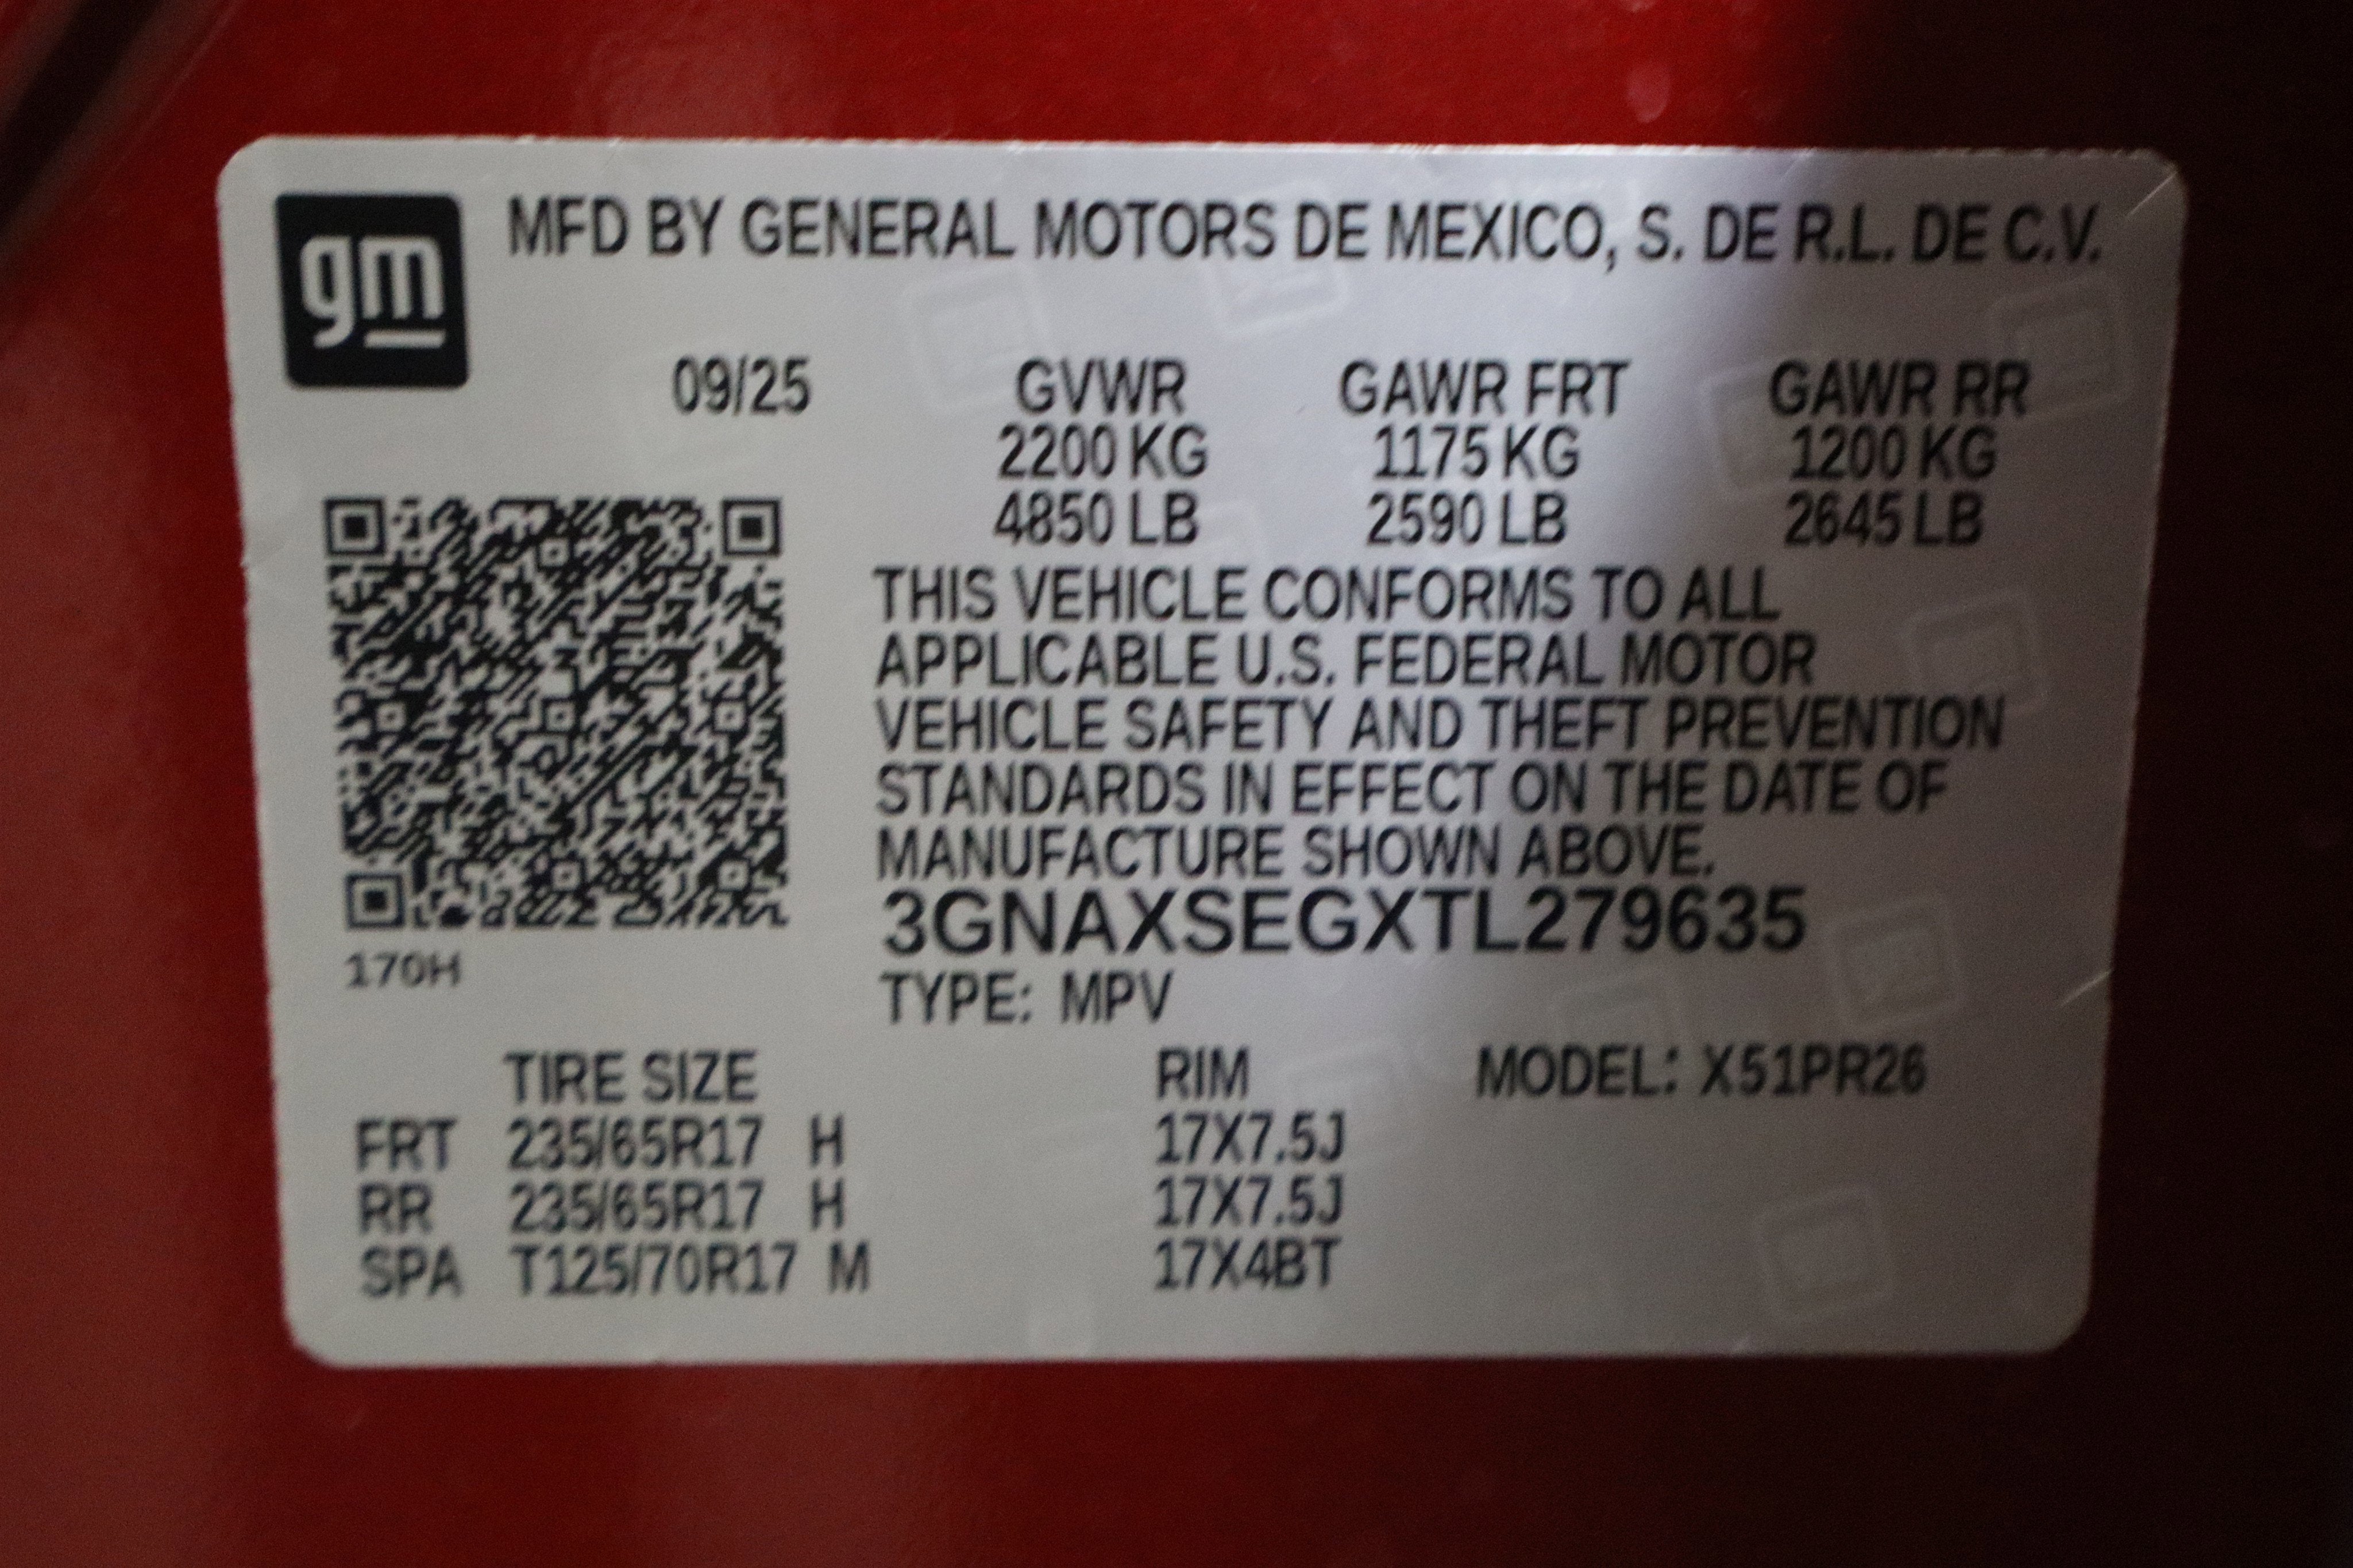 gm
MFD BY GENERAL MOTORS DE MEXICO, S. DE R.L. DE C.V.
09/25 GVWR GAWR FRT GAWR RR
2200 KG 1175 KG 1200 KG
4850 LB 2590 LB 2645 LB
THIS VEHICLE CONFORMS TO ALL
APPLICABLE U.S. FEDERAL MOTOR
VEHICLE SAFETY AND THEFT PREVENTION
STANDARDS IN EFFECT ON THE DATE OF
MANUFACTURE SHOWN ABOVE.
3GNAXSEGXTL279635
170H
TYPE: MPV
TIRE SIZE RIM MODEL: X51PR26
FRT 235/65R17 H 17X7.5J
RR 235/65R17 H 17X7.5J
SPA T125/70R17 M 17X4BT